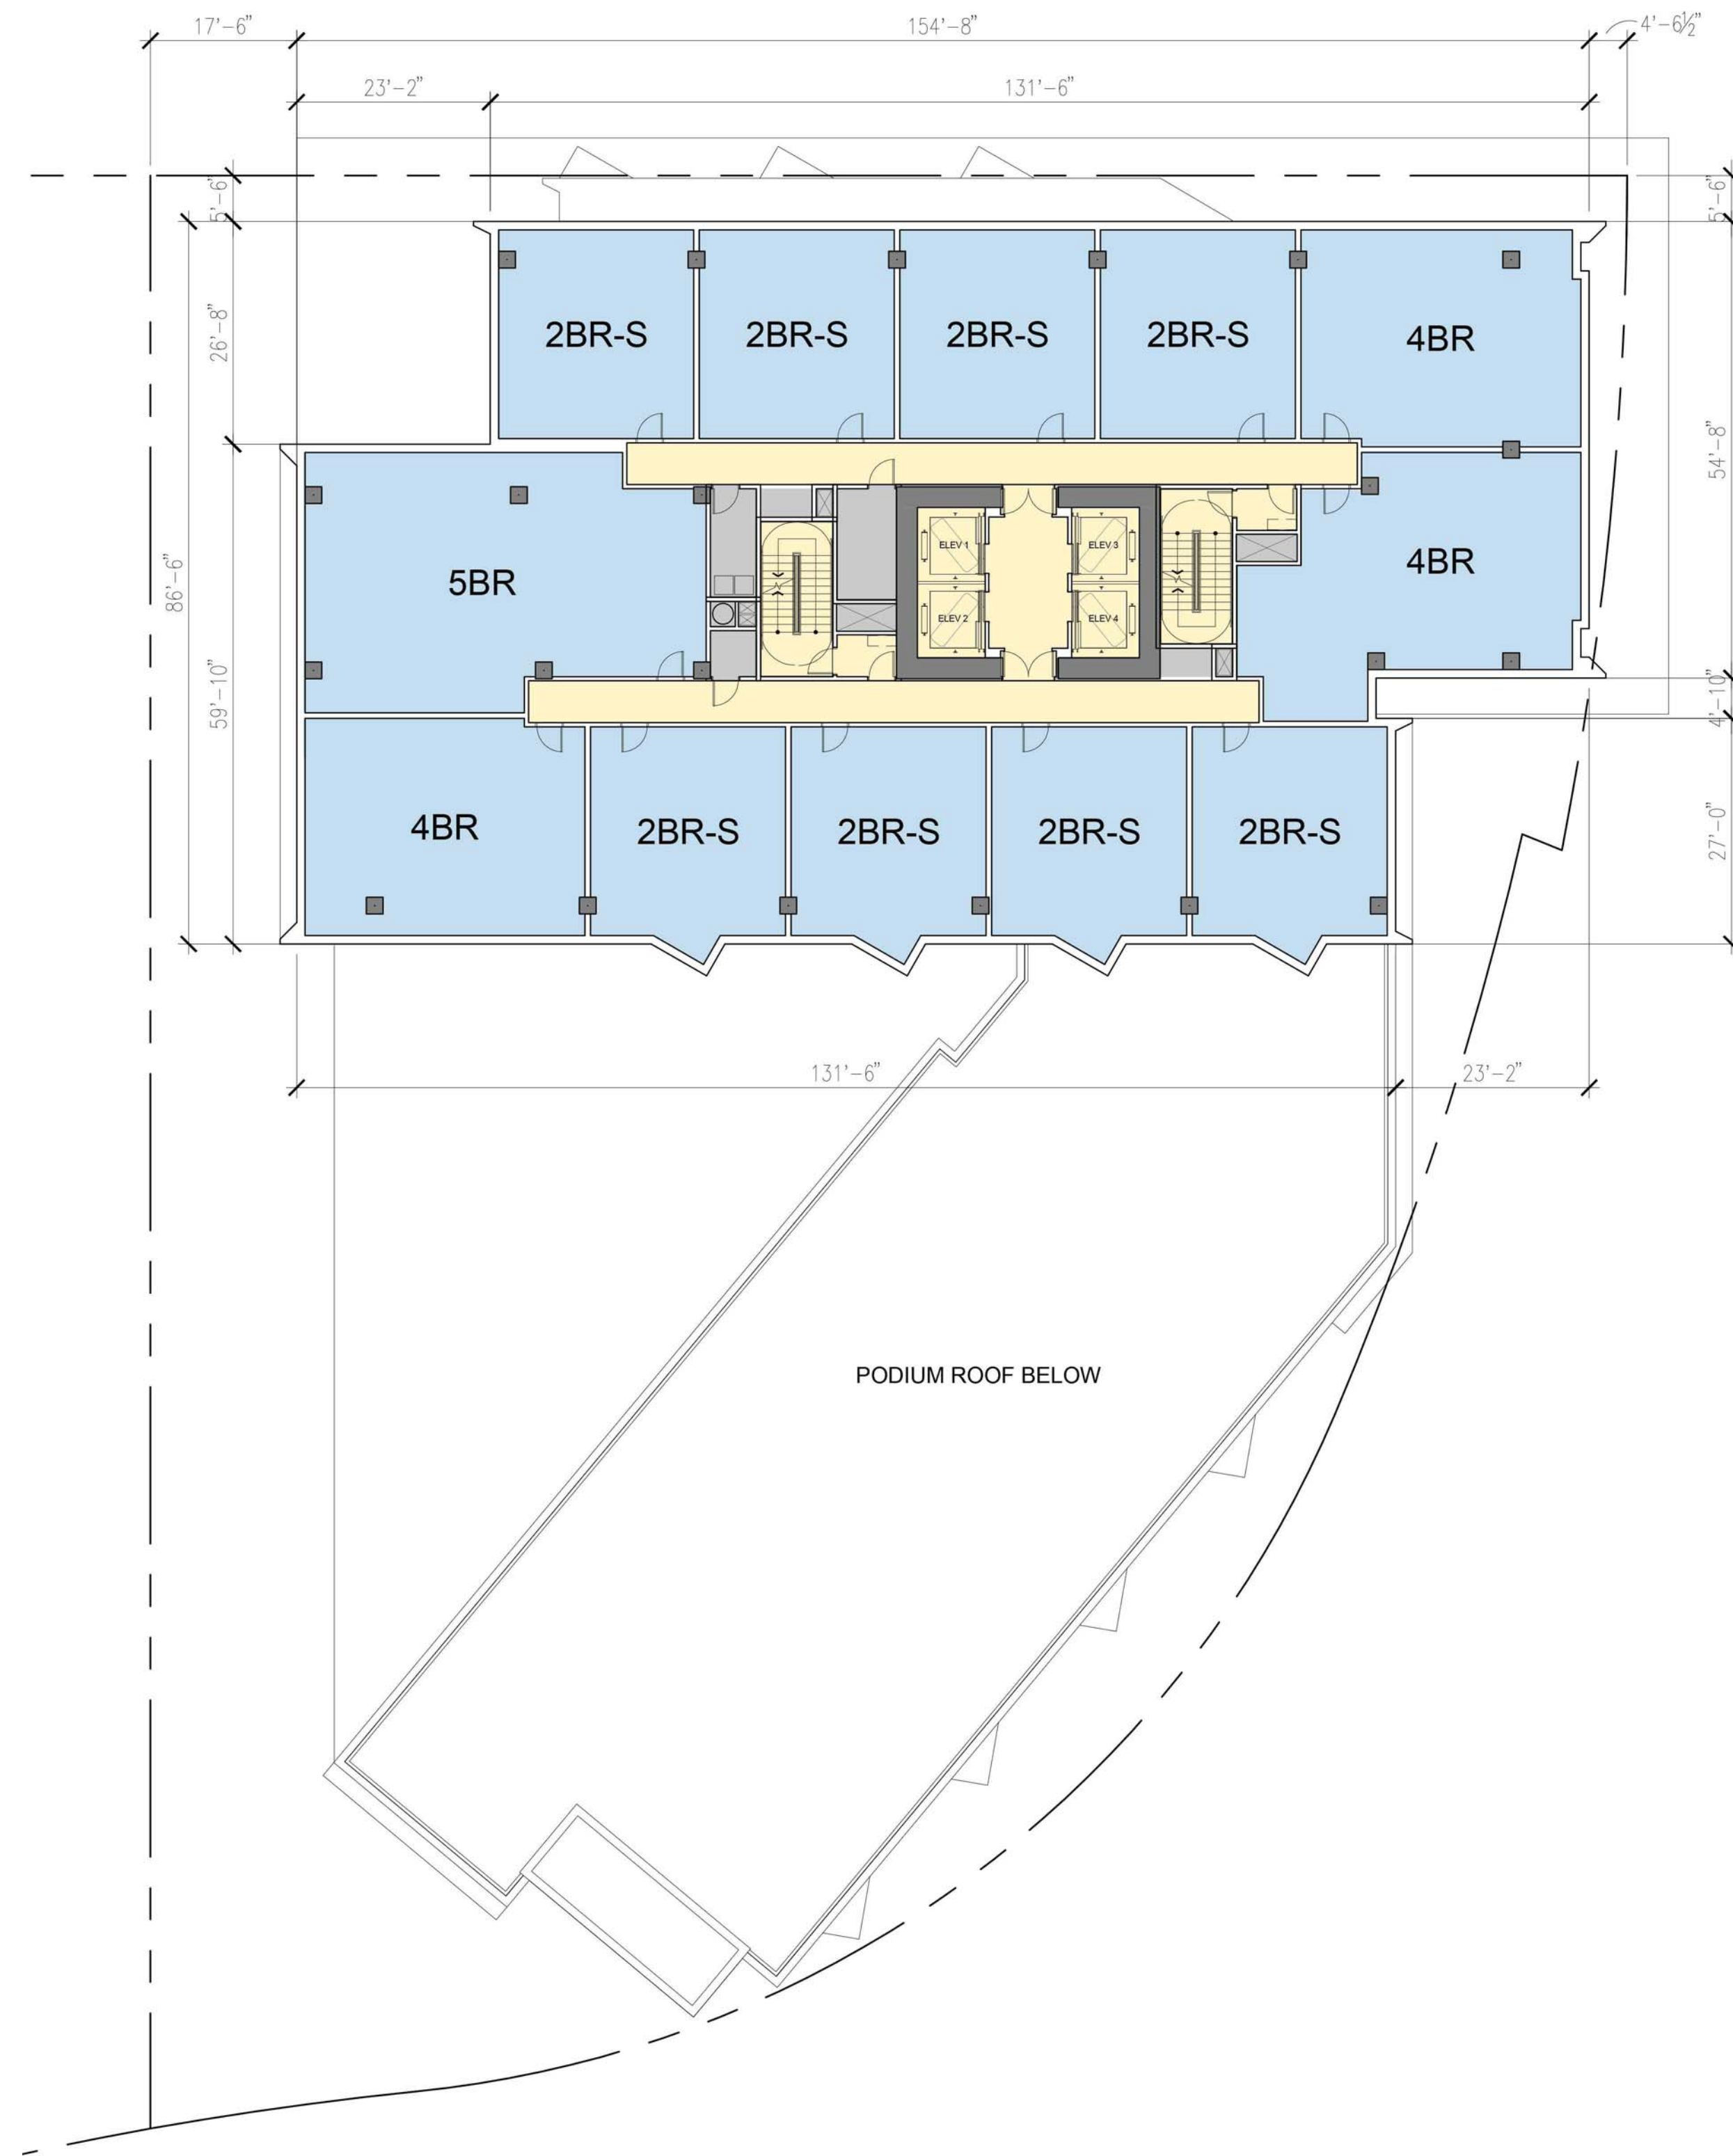 17'-6"
154'-8"
4'-6½"
23'-2"
131'-6"
5'-6"
5'-6"
26'-8"
86'-6"
59'-10"
54'-8"
4'-10"
27'-0"
2BR-S
2BR-S
2BR-S
2BR-S
4BR
5BR
ELEV 1
ELEV 3
4BR
ELEV 2
ELEV 4
4BR
2BR-S
2BR-S
2BR-S
2BR-S
131'-6"
23'-2"
PODIUM ROOF BELOW